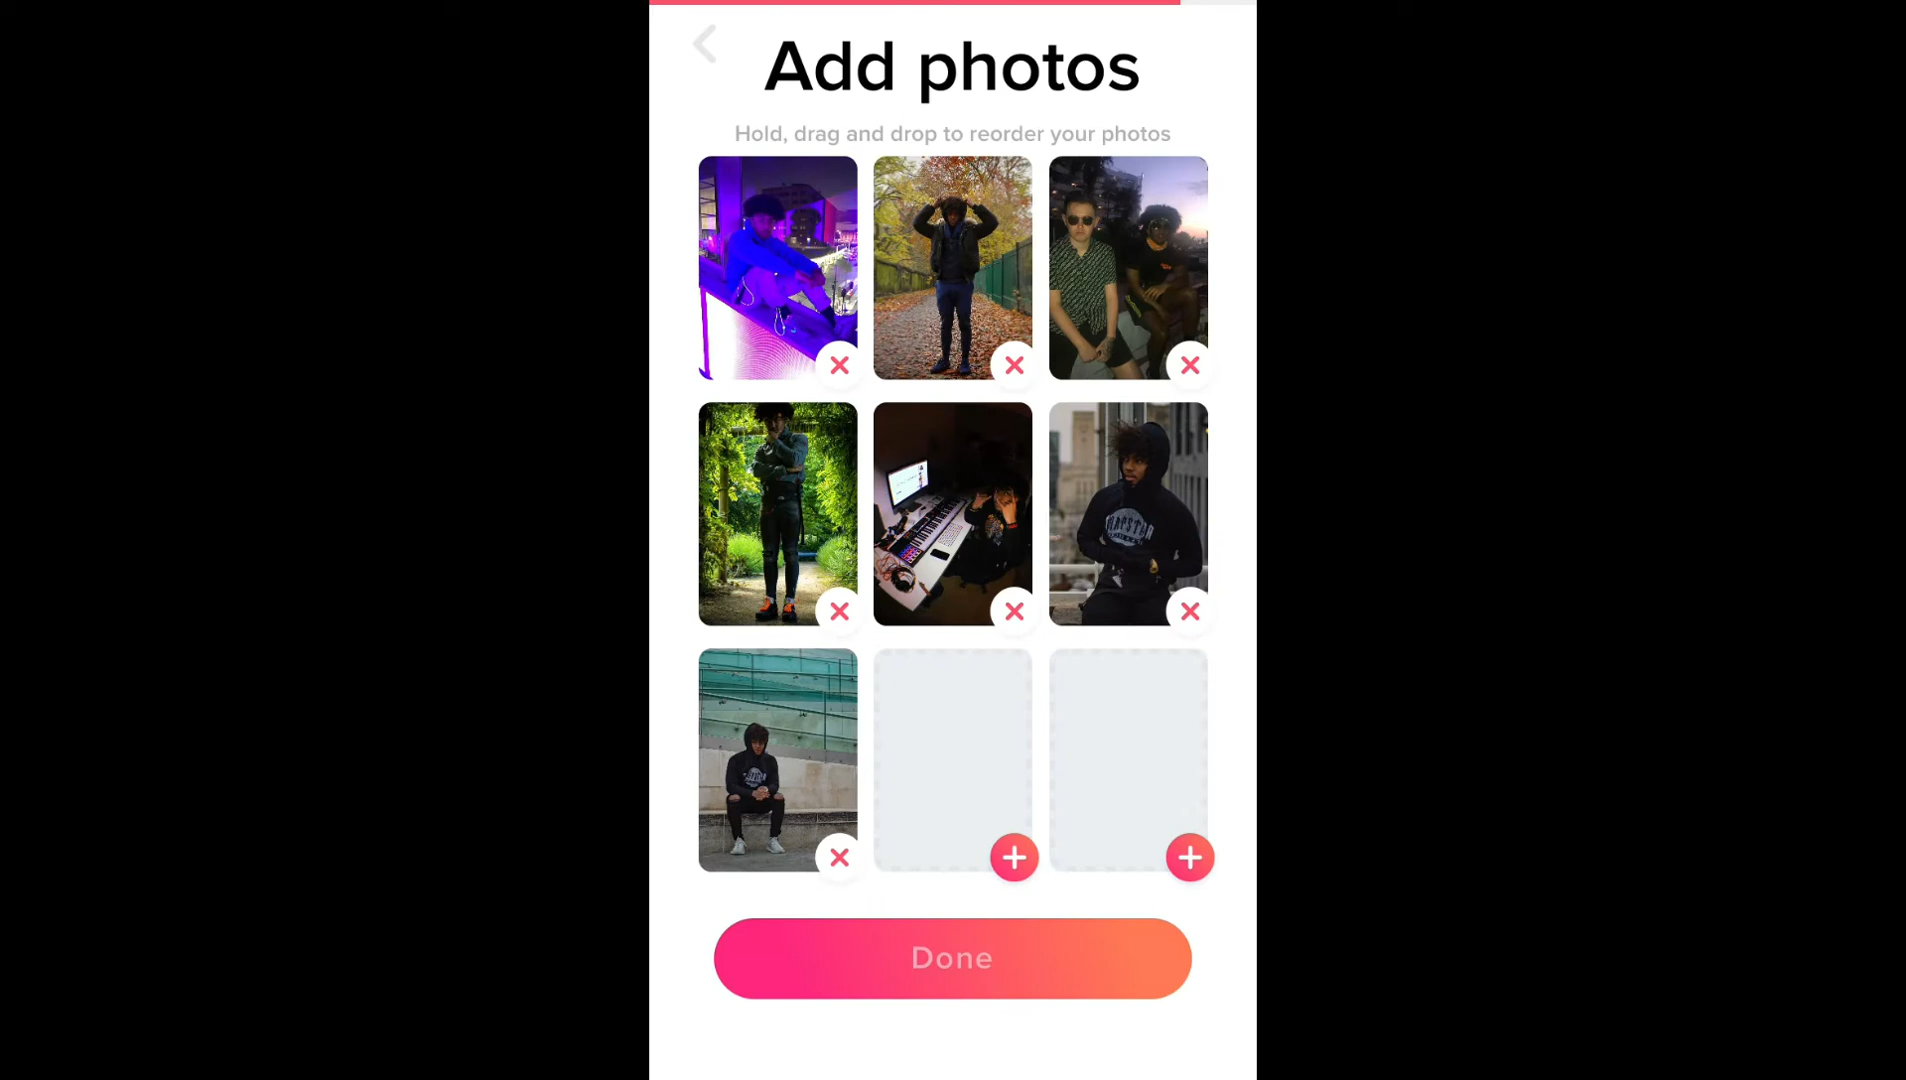 Add photos
Hold, drag and drop to reorder your photos
Done